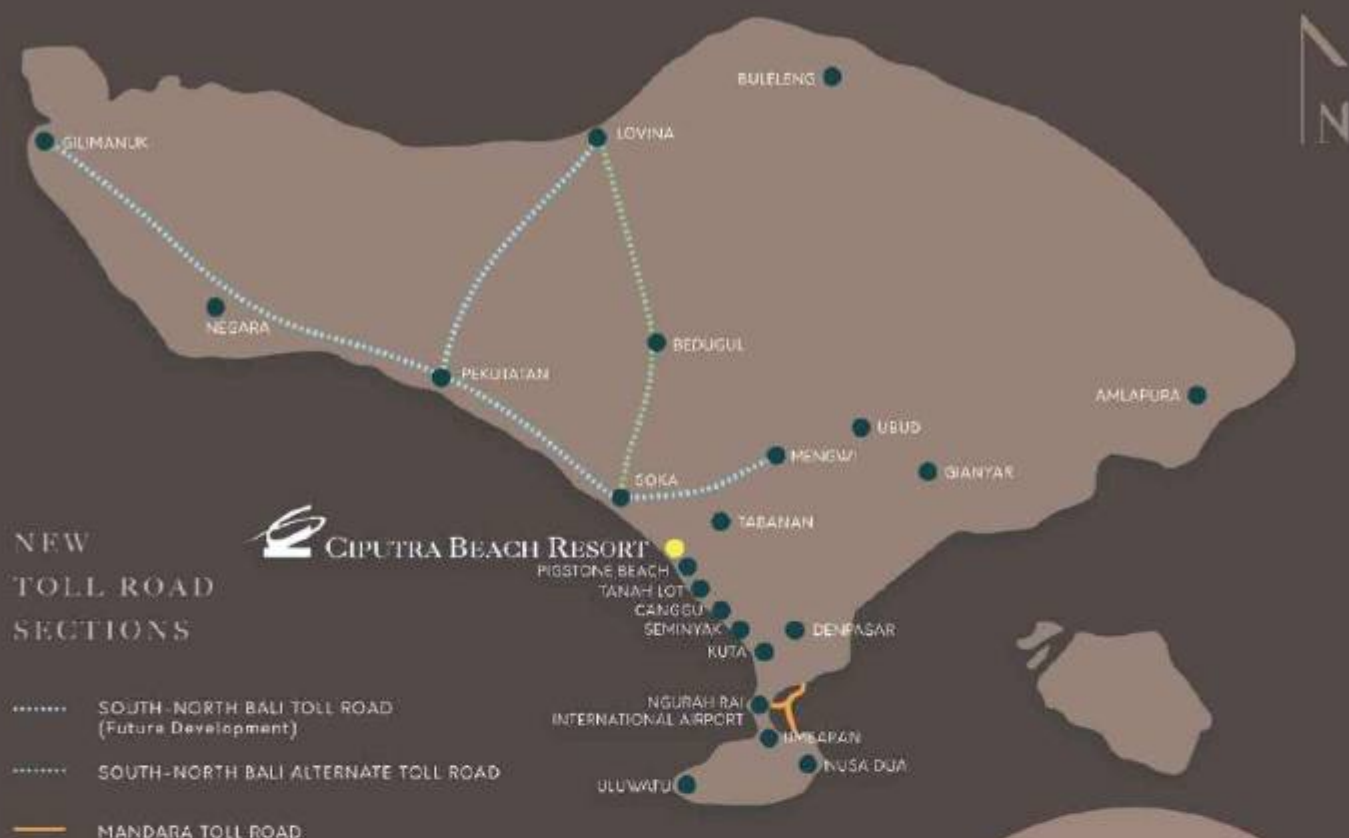 N
BULELENG
GILIMANUK
LOVINA
NEGARA
BEDUGUL
PEKUTATAN
AMLAPURA
UBUD
MENGWI
GIANYAR
SOKA
TABANAN
CIPUTRA BEACH RESORT
PIGSTONE BEACH
TANAH LOT
CANGGU
SEMINYAK
DENPASAR
KUTA
NGURAH RAI
INTERNATIONAL AIRPORT
JIMBARAN
NUSA DUA
ULUWATU
NEW
TOLL ROAD
SECTIONS
SOUTH-NORTH BALI TOLL ROAD
(Future Development)
SOUTH-NORTH BALI ALTERNATE TOLL ROAD
MANDARA TOLL ROAD